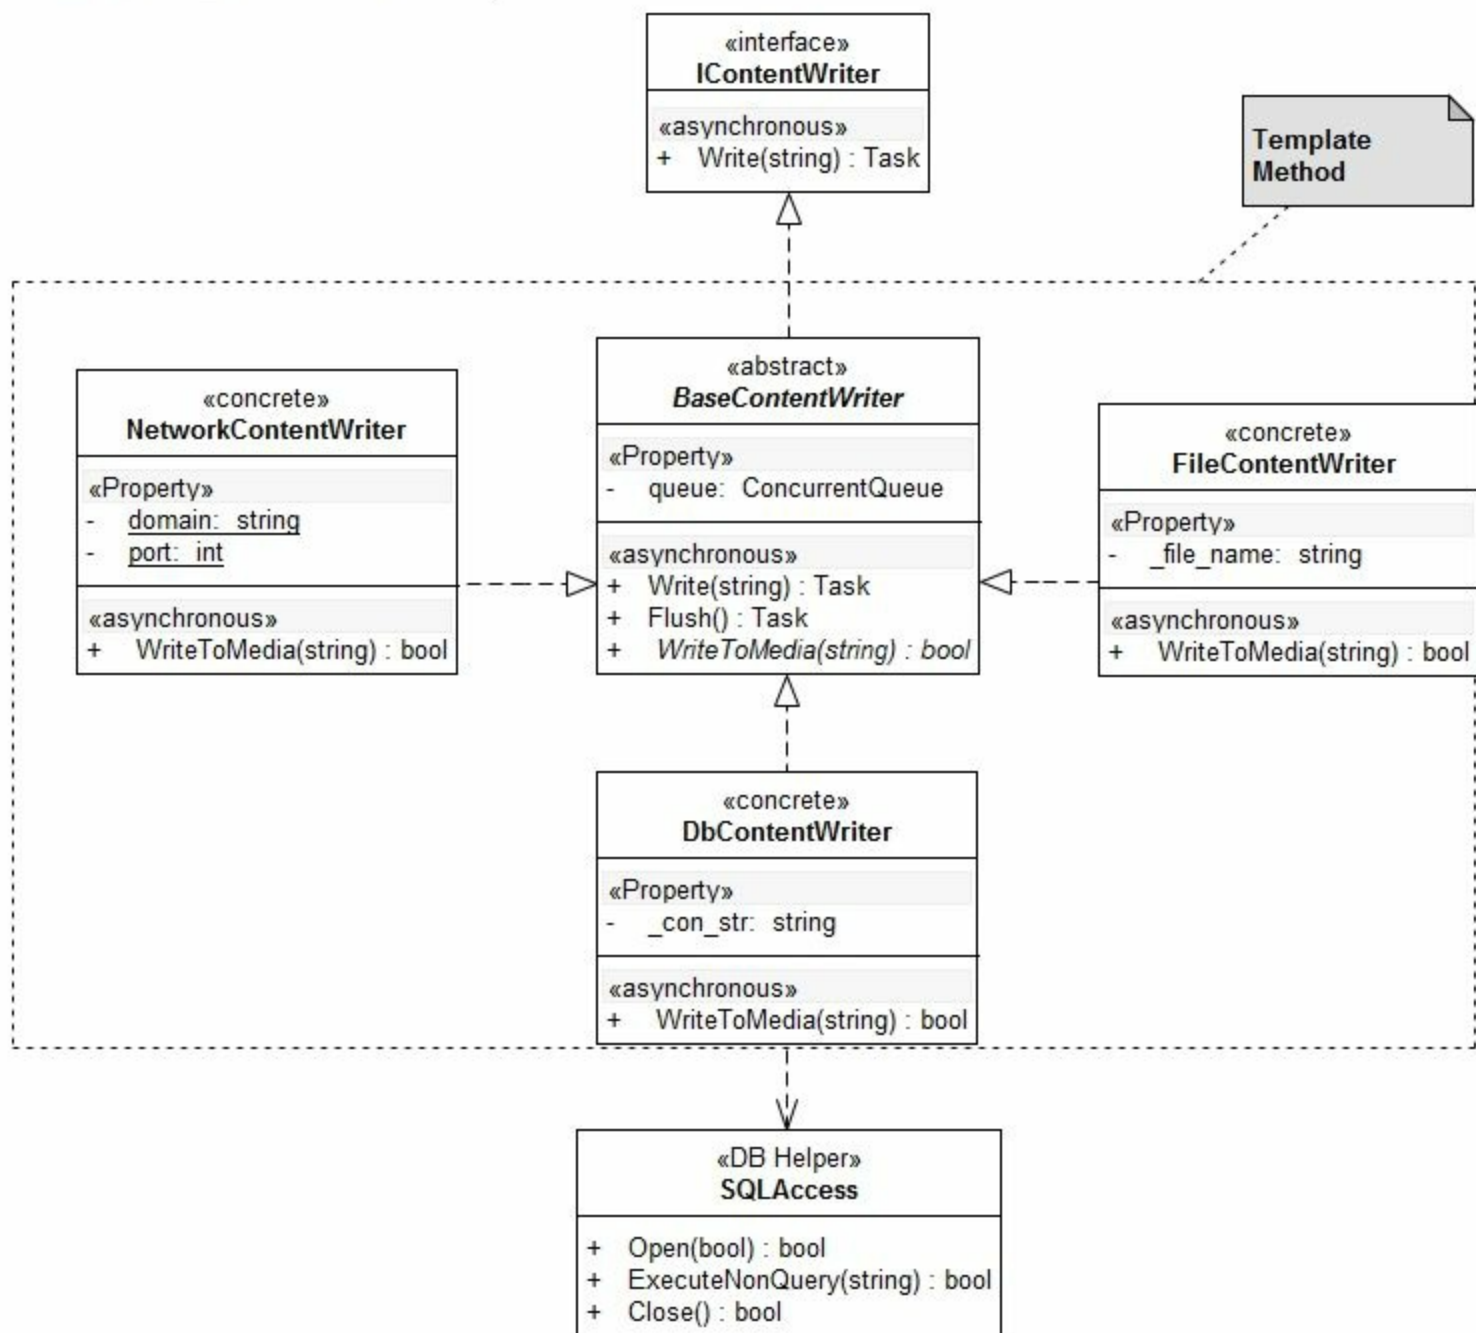 «interface»
IContentWriter
«asynchronous»
+ Write(string) : Task
Template
Method
«concrete»
NetworkContentWriter
«Property»
- domain: string
- port: int
«asynchronous»
+ WriteToMedia(string) : bool
«abstract»
BaseContentWriter
«Property»
- queue: ConcurrentQueue
«asynchronous»
+ Write(string) : Task
+ Flush() : Task
+ WriteToMedia(string) : bool
«concrete»
FileContentWriter
«Property»
- _file_name: string
«asynchronous»
+ WriteToMedia(string) : bool
«concrete»
DbContentWriter
«Property»
- _con_str: string
«asynchronous»
+ WriteToMedia(string) : bool
«DB Helper»
SQLAccess
+ Open(bool) : bool
+ ExecuteNonQuery(string) : bool
+ Close() : bool